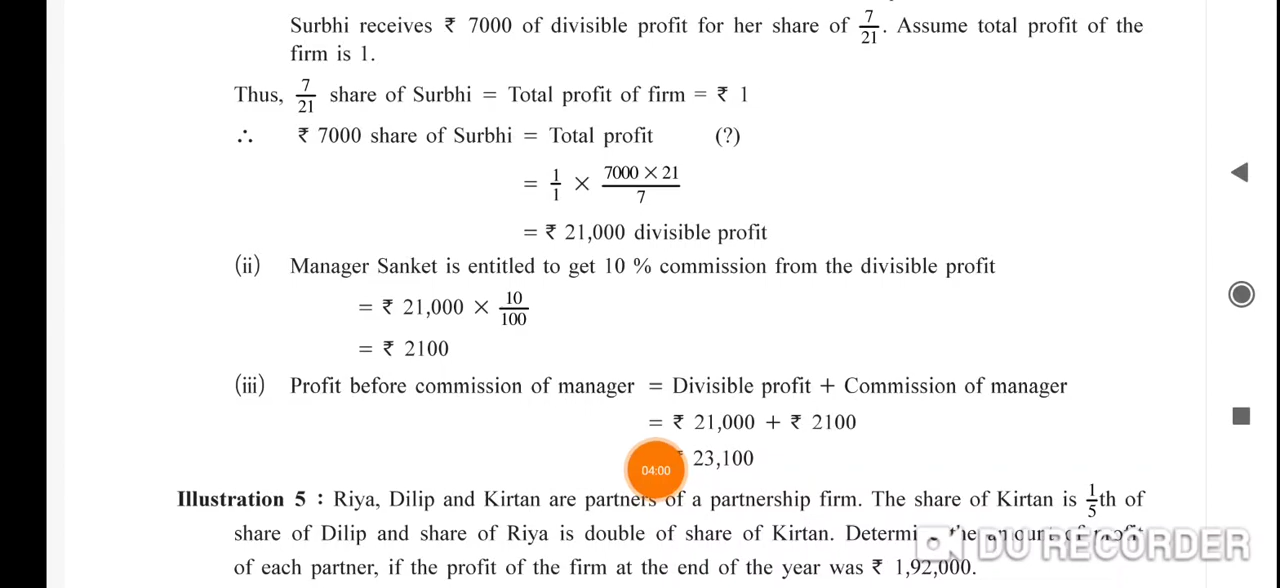 Surbhi receives ₹ 7000 of divisible profit for her share of 7/21. Assume total profit of the
firm is 1.
Thus, 7/21 share of Surbhi = Total profit of firm = ₹ 1
∴ ₹ 7000 share of Surbhi = Total profit (?)
= 1/1 × 7000 × 21/7
= ₹ 21,000 divisible profit
(ii) Manager Sanket is entitled to get 10 % commission from the divisible profit
= ₹ 21,000 × 10/100
= ₹ 2100
(iii) Profit before commission of manager = Divisible profit + Commission of manager
= ₹ 21,000 + ₹ 2100
23,100
04:00
Illustration 5 : Riya, Dilip and Kirtan are partners of a partnership firm. The share of Kirtan is 1/5th of
share of Dilip and share of Riya is double of share of Kirtan. the amount of profit
of each partner, if the profit of the firm at the end of the year was ₹ 1,92,000.
DU RECORDER